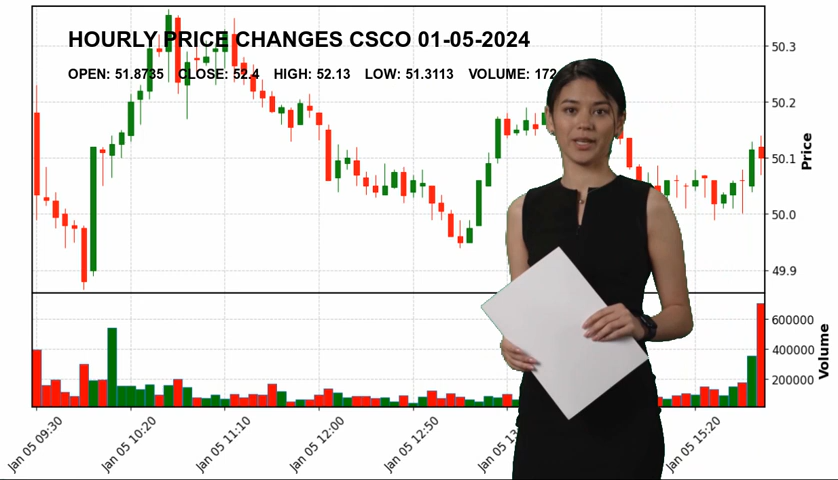 HOURLY PRICE CHANGES CSCO 01-05-2024
OPEN: 51.8735 CLOSE: 52.4 HIGH: 52.13 LOW: 51.3113 VOLUME: 172
50.3
50.2
50.1
50.0
49.9
Price
600000
400000
200000
Volume
Jan 05 09:30
Jan 05 10:20
Jan 05 11:10
Jan 05 12:00
Jan 05 12:50
Jan 05 13
Jan 05 15:20